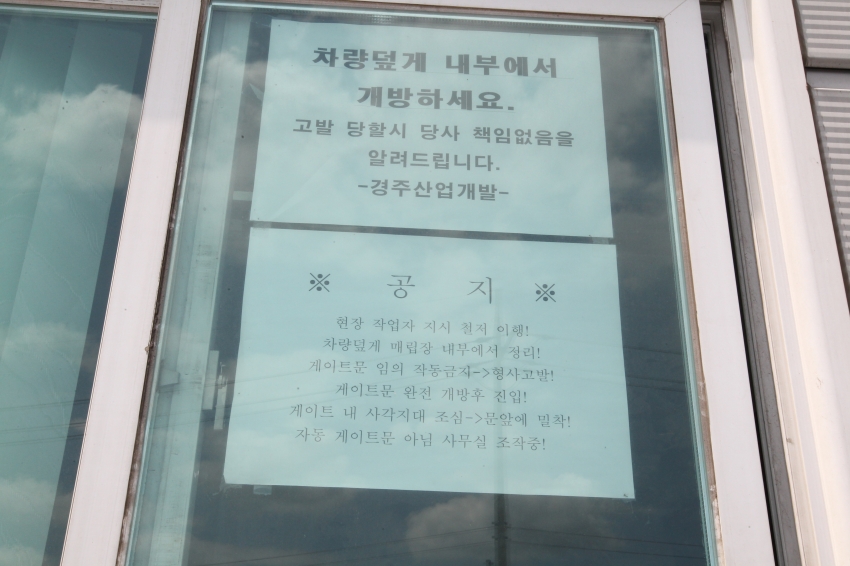 차량덮게 내부에서
개방하세요.
고발 당할시 당사 책임없음을
알려드립니다.
-경주산업개발-
※ 공 지 ※
현장 작업자 지시 철저 이행!
차량덮게 매립장 내부에서 정리!
게이트문 임의 작동금지->형사고발!
게이트문 완전 개방후 진입!
게이트 내 사각지대 조심->문앞에 밀착!
자동 게이트문 아님 사무실 조작중!